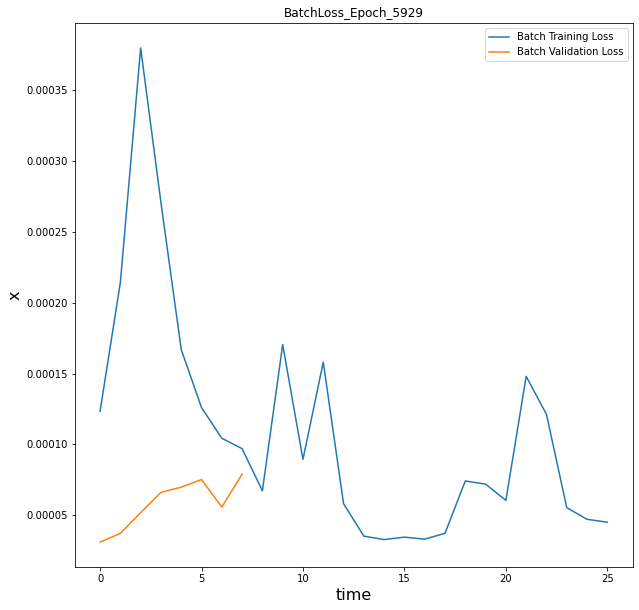 BatchLoss_Epoch_5929
Batch Training Loss
Batch Validation Loss
0.00035
0.00030
0.00025
0.00020
0.00015
0.00010
0.00005
x
0 5 10 15 20 25
time